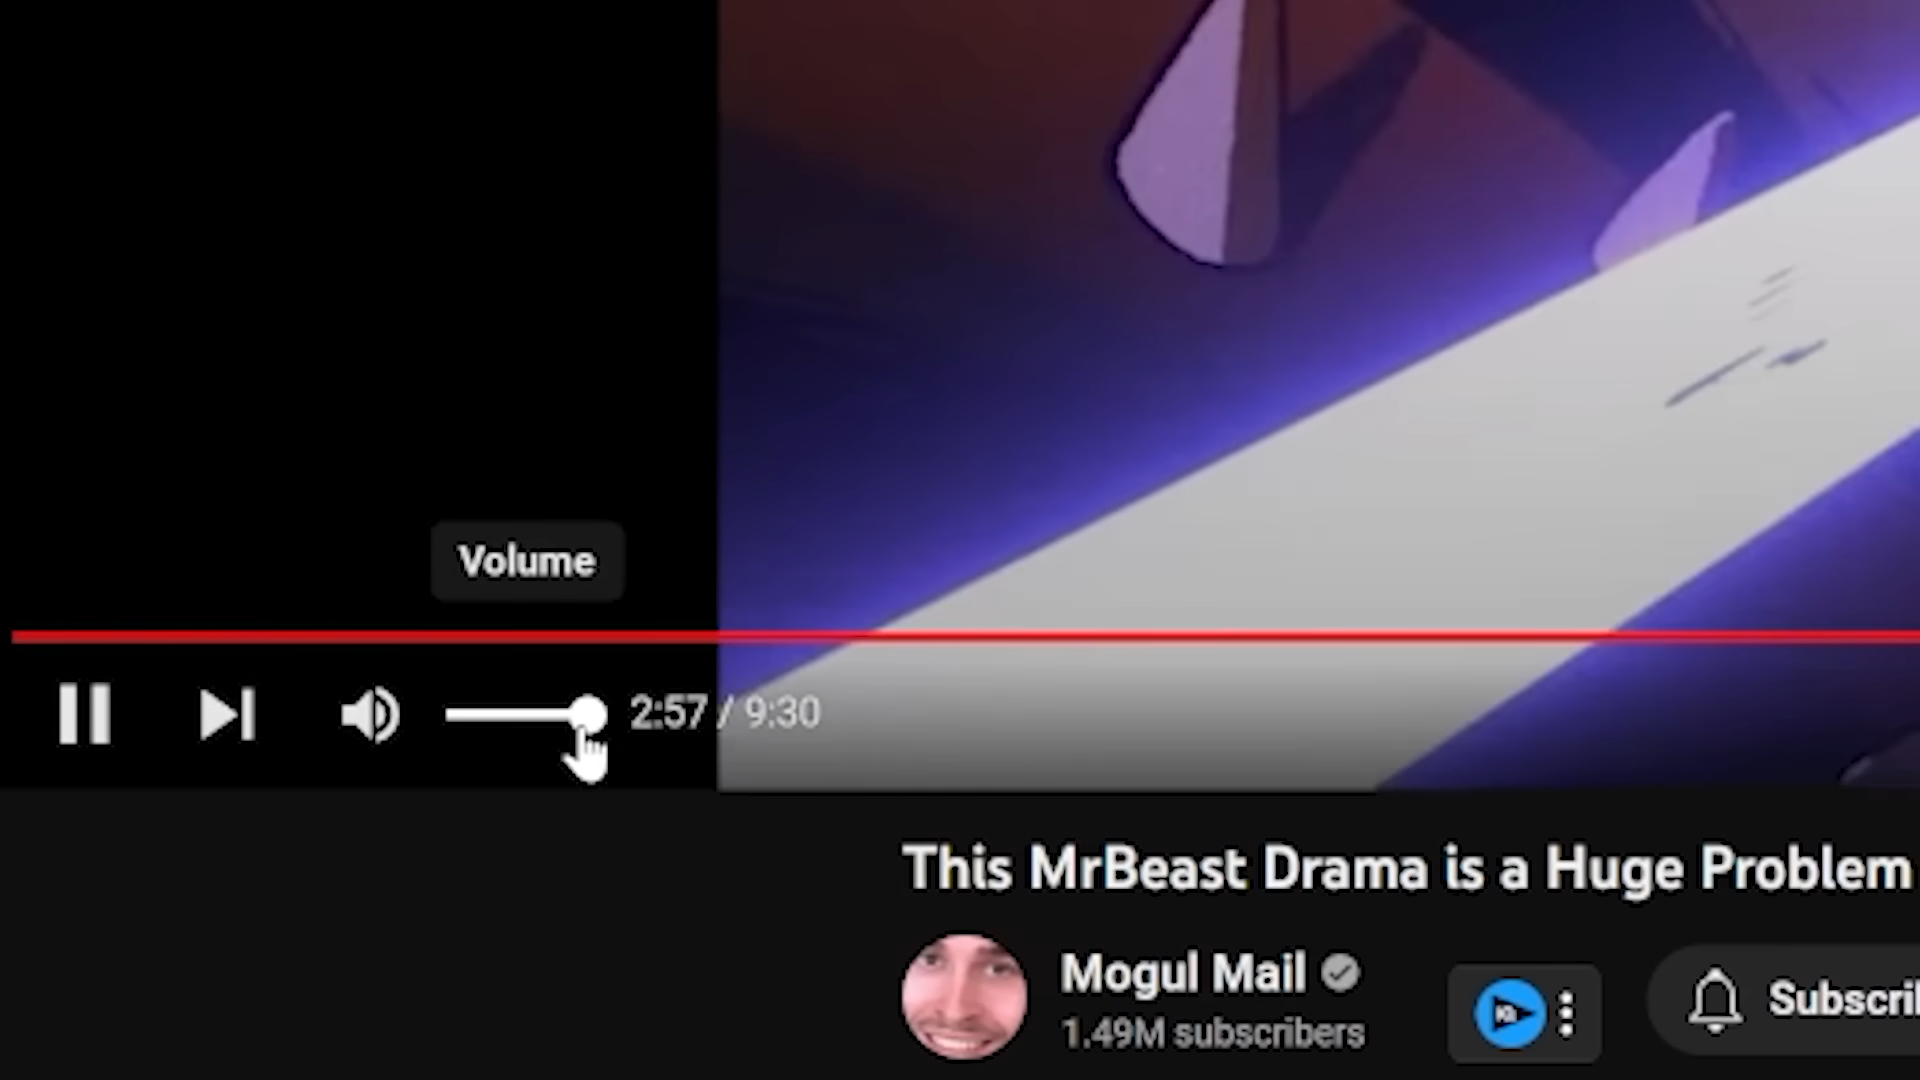 Volume
2:57 / 9:30
This MrBeast Drama is a Huge Problem
Mogul Mail
1.49M subscribers
Subscri